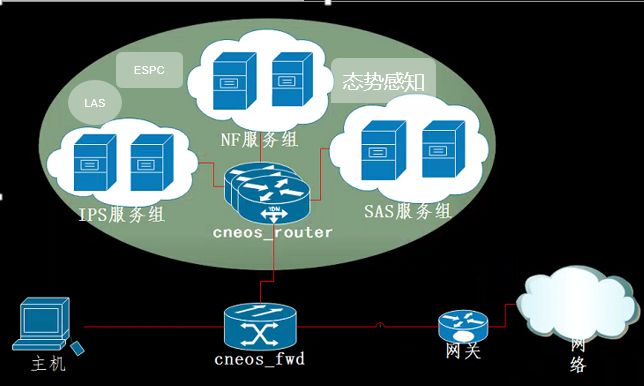 ESPC
态势感知
LAS
NF服务组
IPS服务组
SAS服务组
cneos_router
主机
cneos_fwd
网关
网
络